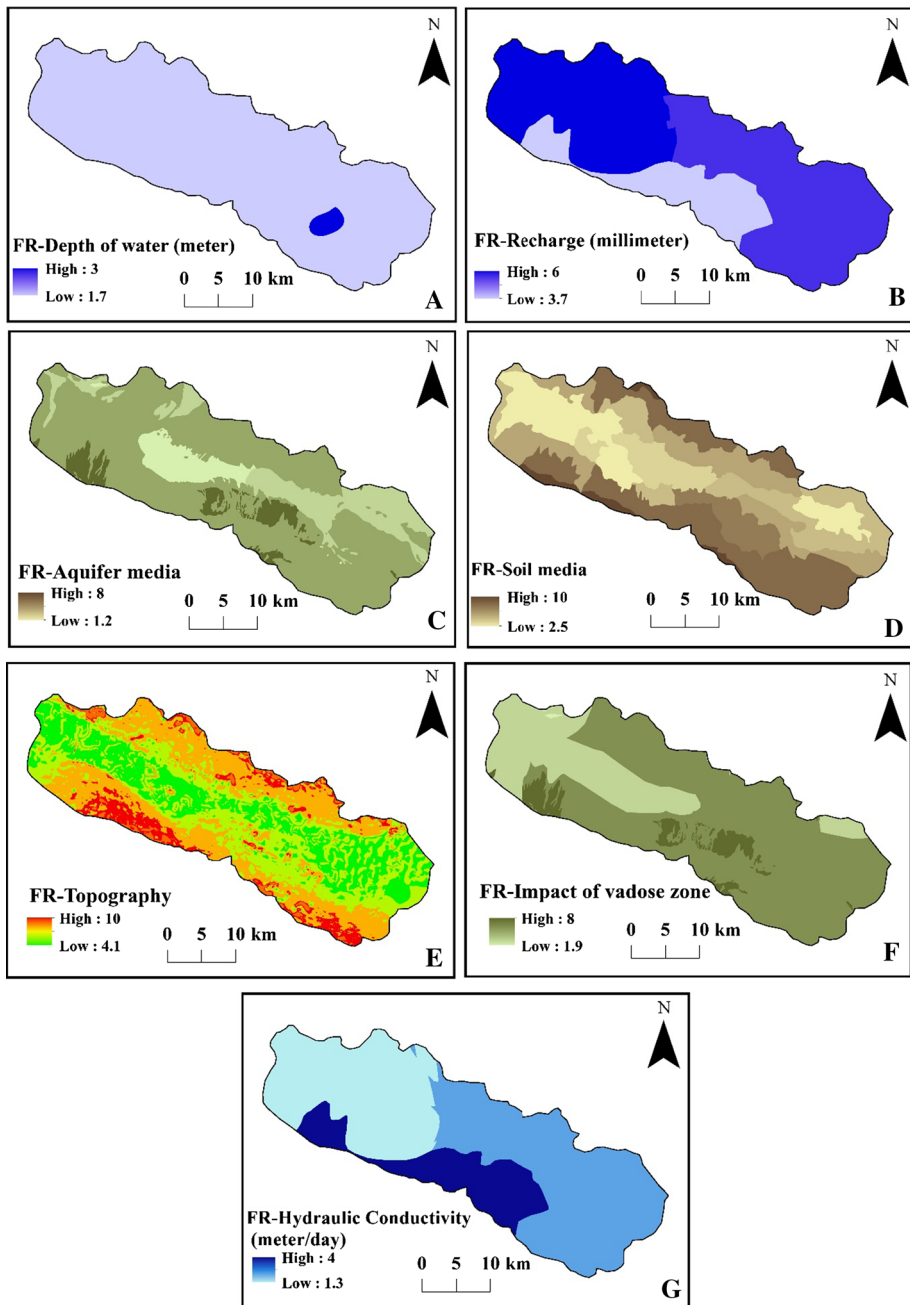 N
FR-Depth of water (meter)
High : 3
Low : 1.7
0 5 10 km
A
N
FR-Recharge (millimeter)
High : 6
Low : 3.7
0 5 10 km
B
N
FR-Aquifer media
High : 8
Low : 1.2
0 5 10 km
C
N
FR-Soil media
High : 10
Low : 2.5
0 5 10 km
D
N
FR-Topography
High : 10
Low : 4.1
0 5 10 km
E
N
FR-Impact of vadose zone
High : 8
Low : 1.9
0 5 10 km
F
N
FR-Hydraulic Conductivity
(meter/day)
High : 4
Low : 1.3
0 5 10 km
G